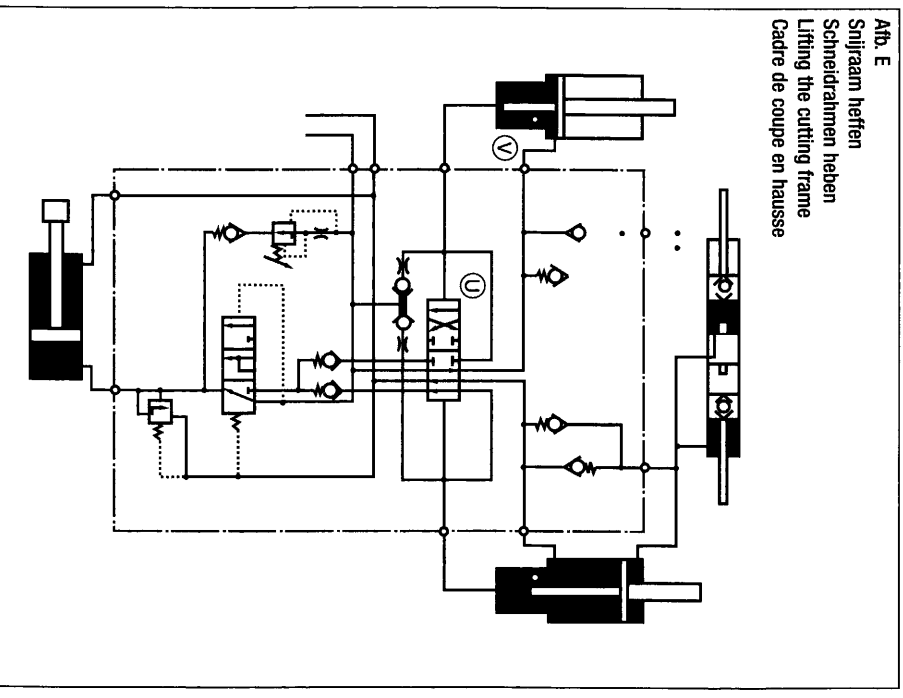 Afb. E
Snijraam heffen
Schneidrahmen heben
Lifting the cutting frame
Cadre de coupe en hausse
V
U